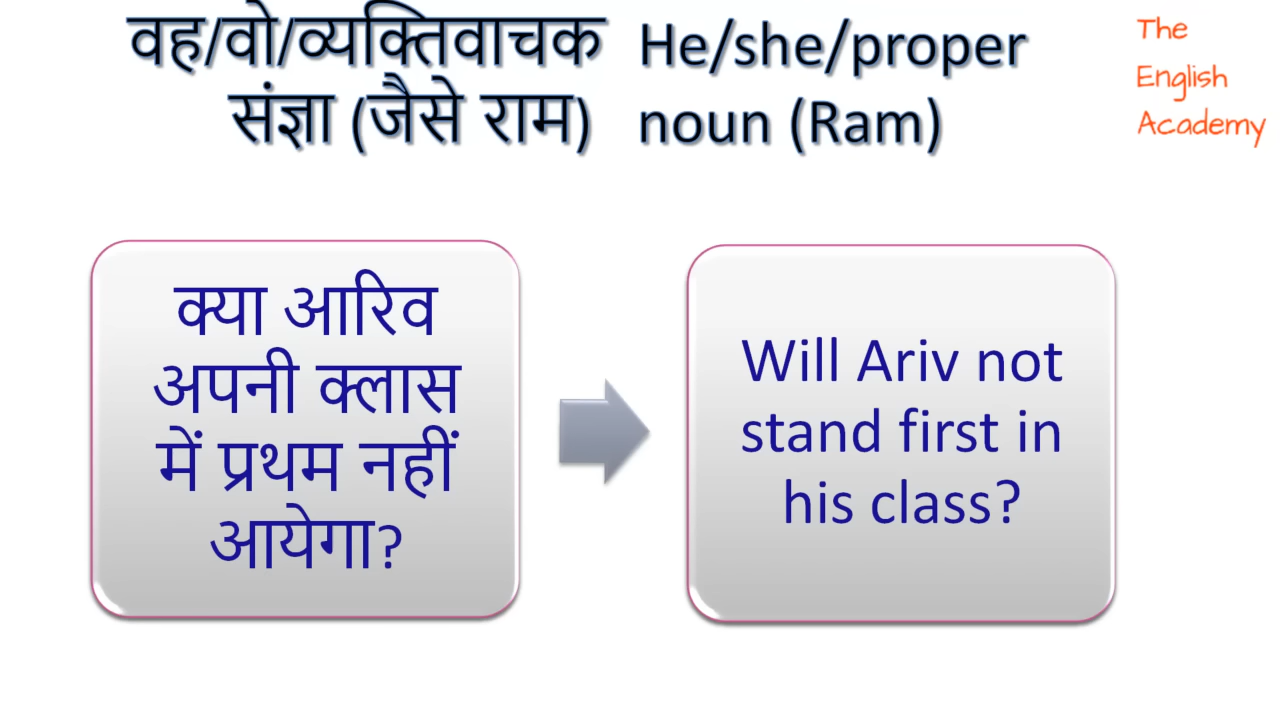 वह/वो/व्यक्तिवाचक
संज्ञा (जैसे राम)
He/she/proper
noun (Ram)
The
English
Academy
क्या आरिव
अपनी क्लास
में प्रथम नहीं
आयेगा?
Will Ariv not
stand first in
his class?